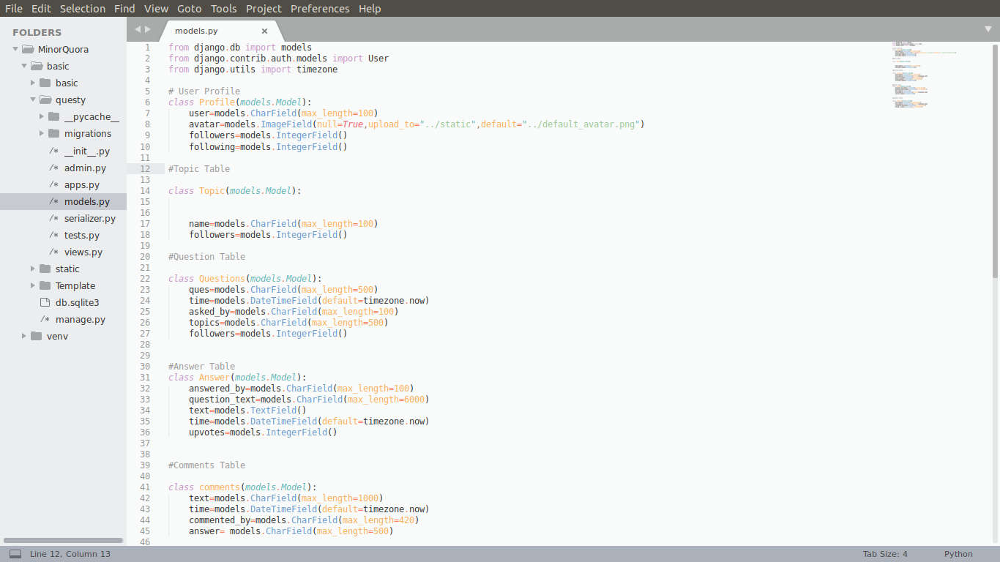 File Edit Selection Find View Goto Tools Project Preferences Help
FOLDERS
MinorQuora
basic
basic
questy
__pycache__
migrations
/* __init__.py
/* admin.py
/* apps.py
/* models.py
/* serializer.py
/* tests.py
/* views.py
static
Template
db.sqlite3
/* manage.py
venv
models.py ×
1 from django.db import models
2 from django.contrib.auth.models import User
3 from django.utils import timezone
4
5 # User Profile
6 class Profile(models.Model):
7     user=models.CharField(max_length=100)
8     avatar=models.ImageField(null=True,upload_to="../static",default="../default_avatar.png")
9     followers=models.IntegerField()
10     following=models.IntegerField()
11
12 #Topic Table
13
14 class Topic(models.Model):
15
16
17     name=models.CharField(max_length=100)
18     followers=models.IntegerField()
19
20 #Question Table
21
22 class Questions(models.Model):
23     ques=models.CharField(max_length=500)
24     time=models.DateTimeField(default=timezone.now)
25     asked_by=models.CharField(max_length=100)
26     topics=models.CharField(max_length=500)
27     followers=models.IntegerField()
28
29
30 #Answer Table
31 class Answer(models.Model):
32     answered_by=models.CharField(max_length=100)
33     question_text=models.CharField(max_length=6000)
34     text=models.TextField()
35     time=models.DateTimeField(default=timezone.now)
36     upvotes=models.IntegerField()
37
38
39 #Comments Table
40
41 class comments(models.Model):
42     text=models.CharField(max_length=1000)
43     time=models.DateTimeField(default=timezone.now)
44     commented_by=models.CharField(max_length=420)
45     answer= models.CharField(max_length=500)
46
Line 12, Column 13 Tab Size: 4 Python